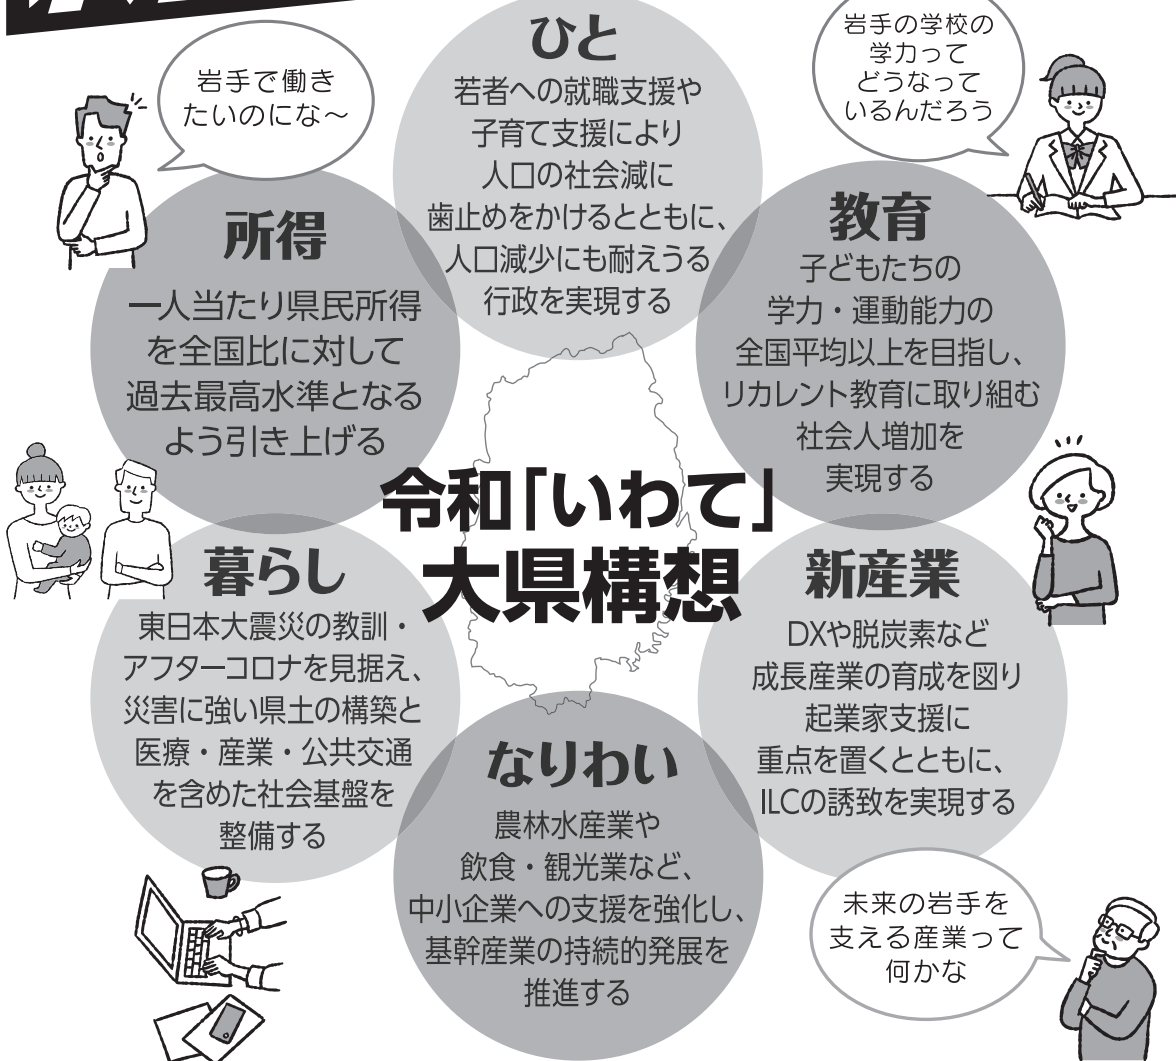 ひと
若者への就職支援や
子育て支援により
人口の社会減に
歯止めをかけるとともに、
人口減少にも耐えうる
行政を実現する
岩手で働き
たいのにな～
岩手の学校の
学力って
どうなって
いるんだろう
所得
一人当たり県民所得
を全国比に対して
過去最高水準となる
よう引き上げる
教育
子どもたちの
学力・運動能力の
全国平均以上を目指し、
リカレント教育に取り組む
社会人増加を
実現する
令和「いわて」
大県構想
暮らし
東日本大震災の教訓・
アフターコロナを見据え、
災害に強い県土の構築と
医療・産業・公共交通
を含めた社会基盤を
整備する
新産業
DXや脱炭素など
成長産業の育成を図り
起業家支援に
重点を置くとともに、
ILCの誘致を実現する
なりわい
農林水産業や
飲食・観光業など、
中小企業への支援を強化し、
基幹産業の持続的発展を
推進する
未来の岩手を
支える産業って
何かな